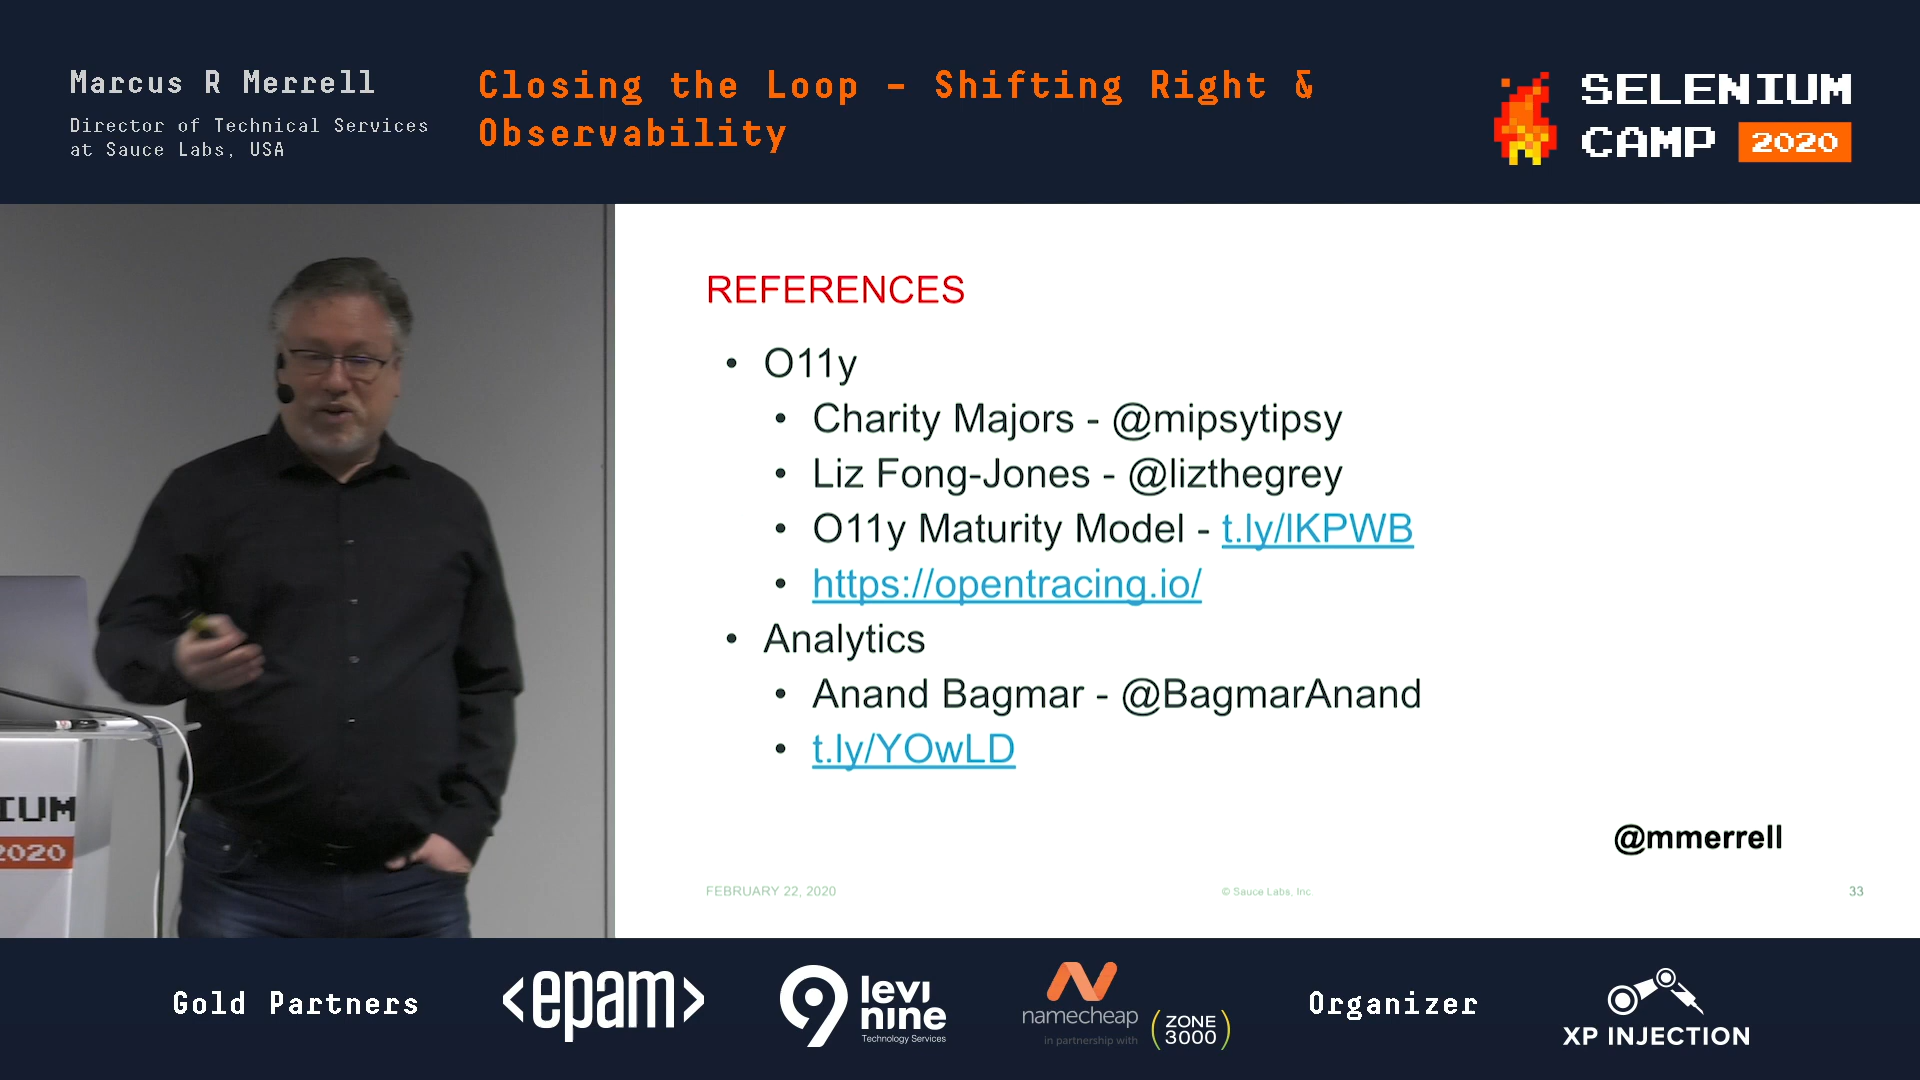 Marcus R Merrell
Director of Technical Services
at Sauce Labs, USA
Closing the Loop – Shifting Right &
Observability
SELENIUM
CAMP 2020
REFERENCES
• O11y
• Charity Majors - @mipsytipsy
• Liz Fong-Jones - @lizthegrey
• O11y Maturity Model - t.ly/lKPWB
• https://opentracing.io/
• Analytics
• Anand Bagmar - @BagmarAnand
• t.ly/YOwLD
@mmerrell
FEBRUARY 22, 2020
© Sauce Labs, Inc.
33
IUM
2020
Gold Partners
<epam>
levi
nine
Technology Services
namecheap
in partnership with
(ZONE
3000)
Organizer
XP INJECTION